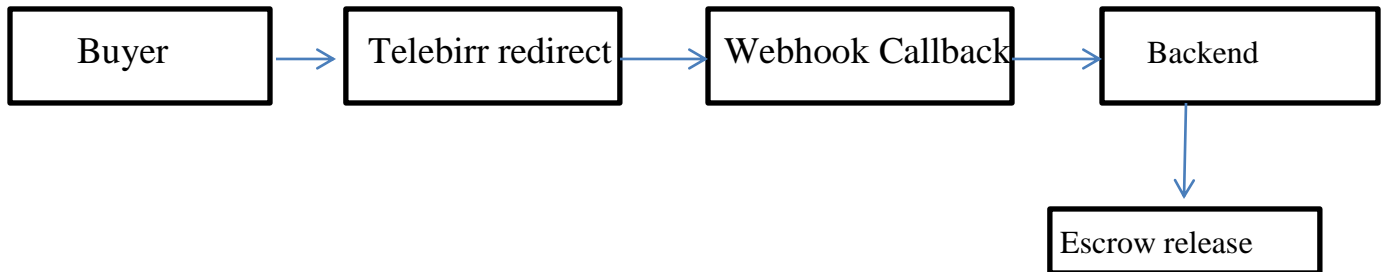 Buyer
Telebirr redirect
Webhook Callback
Backend
Escrow release